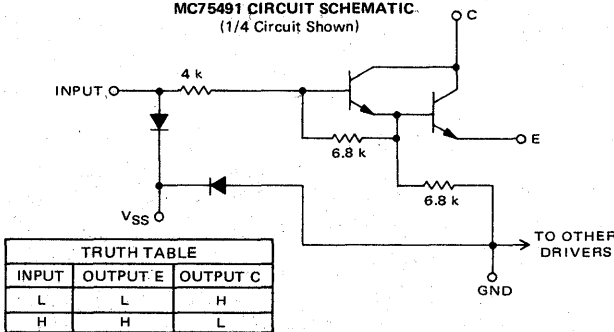 MC75491 CIRCUIT SCHEMATIC
(1/4 Circuit Shown)
C
4 k
INPUT
6.8 k
E
6.8 k
VSS
TO OTHER
DRIVERS
GND
TRUTH TABLE
INPUT OUTPUT E OUTPUT C
L L H
H H L